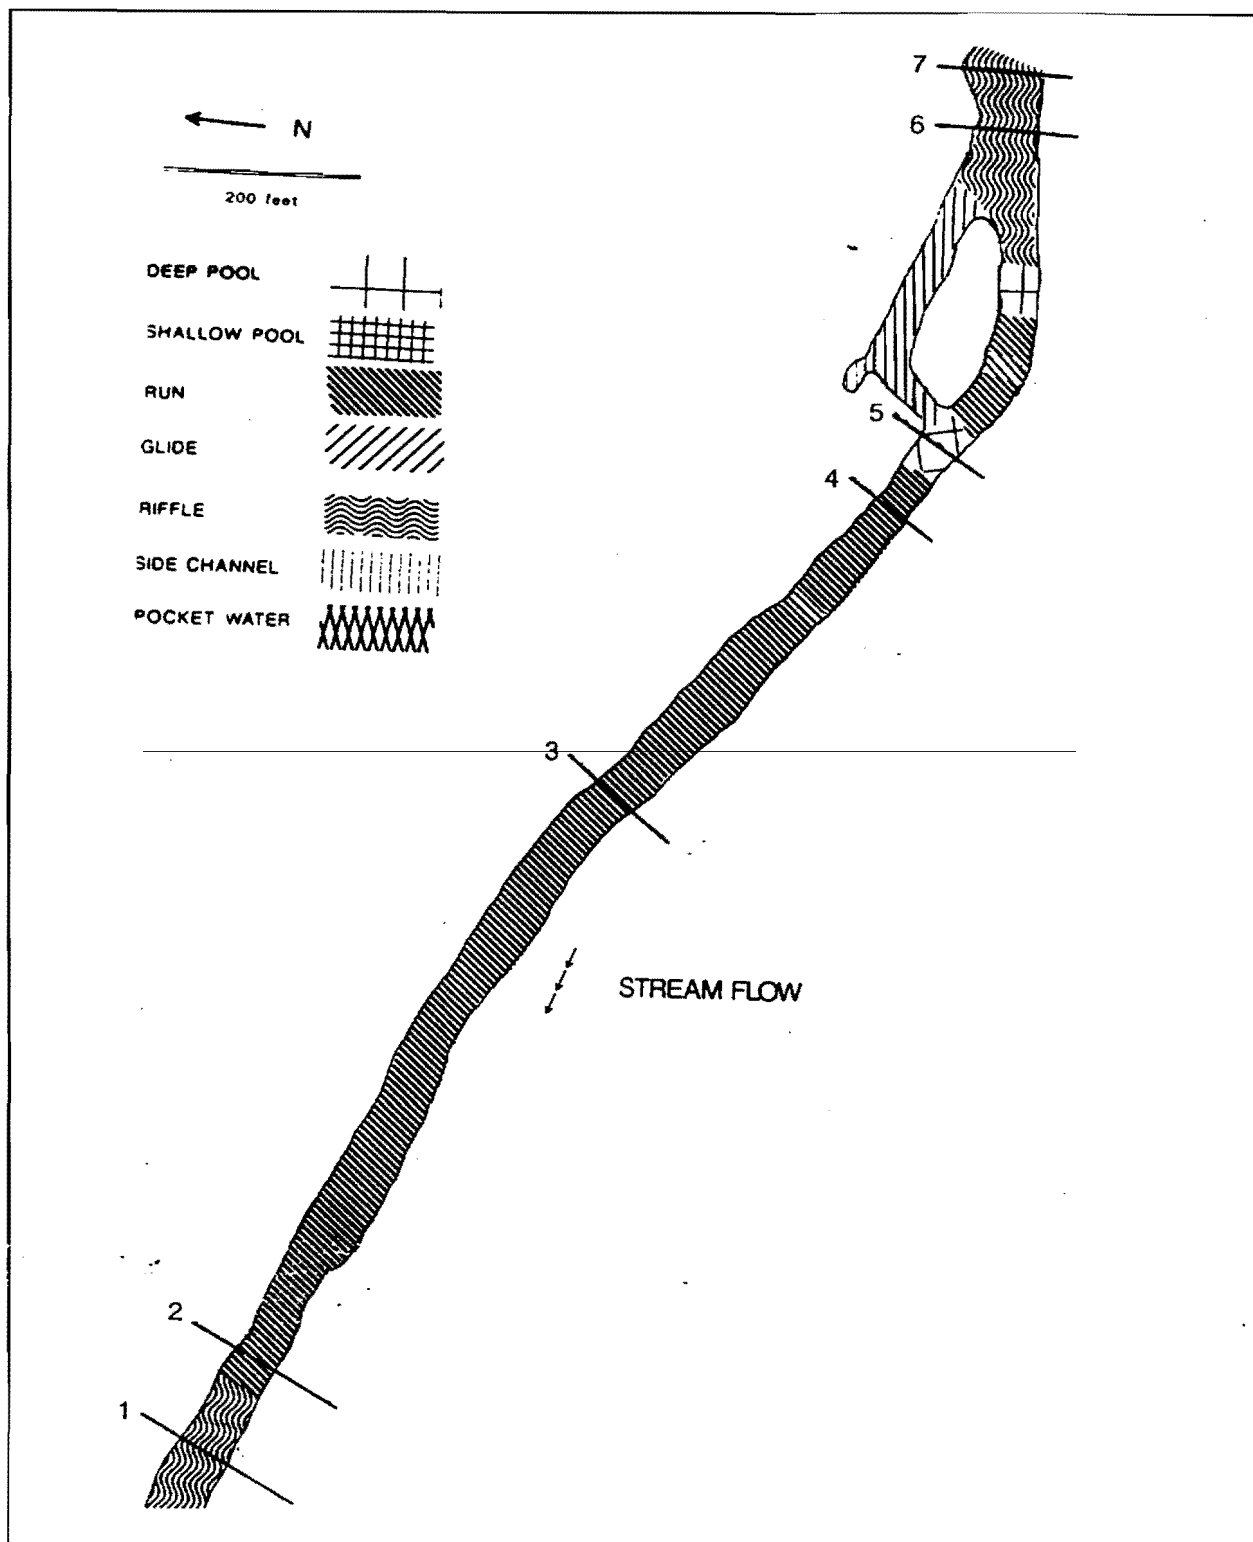 7
6
N
200 feet
DEEP POOL
SHALLOW POOL
RUN
GLIDE
RIFFLE
SIDE CHANNEL
POCKET WATER
5
4
3
STREAM FLOW
2
1